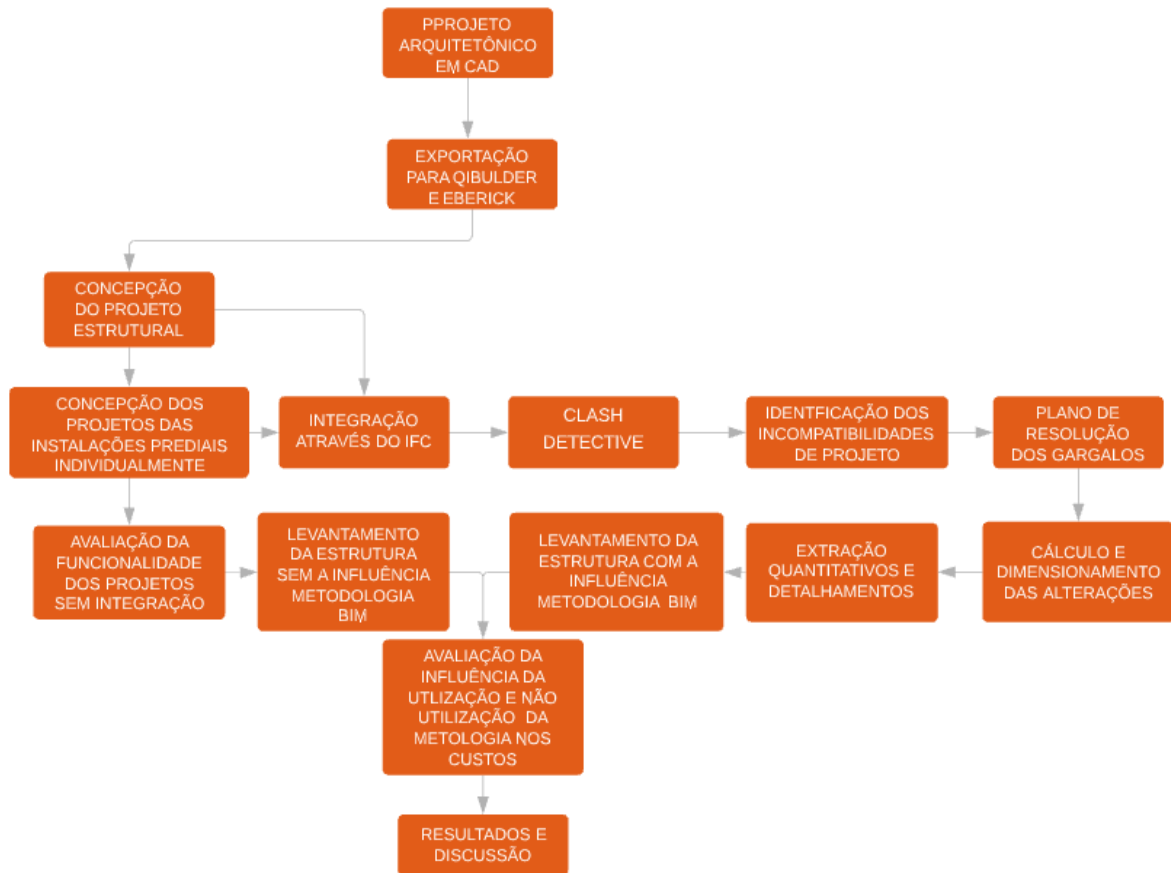 PPROJETO
ARQUITETÔNICO
EM CAD
EXPORTAÇÃO
PARA QIBULDER
E EBERICK
CONCEPÇÃO
DO PROJETO
ESTRUTURAL
CONCEPÇÃO DOS
PROJETOS DAS
INSTALAÇÕES PREDIAIS
INDIVIDUALMENTE
INTEGRAÇÃO
ATRAVÉS DO IFC
CLASH
DETECTIVE
IDENTFICAÇÃO DOS
INCOMPATIBILIDADES
DE PROJETO
PLANO DE
RESOLUÇÃO
DOS GARGALOS
AVALIAÇÃO DA
FUNCIONALIDADE
DOS PROJETOS
SEM INTEGRAÇÃO
LEVANTAMENTO
DA ESTRUTURA
SEM A INFLUÊNCIA
METODOLOGIA
BIM
LEVANTAMENTO DA
ESTRUTURA COM A
INFLUÊNCIA
METODOLOGIA BIM
EXTRAÇÃO
QUANTITATIVOS E
DETALHAMENTOS
CÁLCULO E
DIMENSIONAMENTO
DAS ALTERAÇÕES
AVALIAÇÃO DA
INFLUÊNCIA DA
UTLIZAÇÃO E NÃO
UTILIZAÇÃO DA
METOLOGIA NOS
CUSTOS
RESULTADOS E
DISCUSSÃO